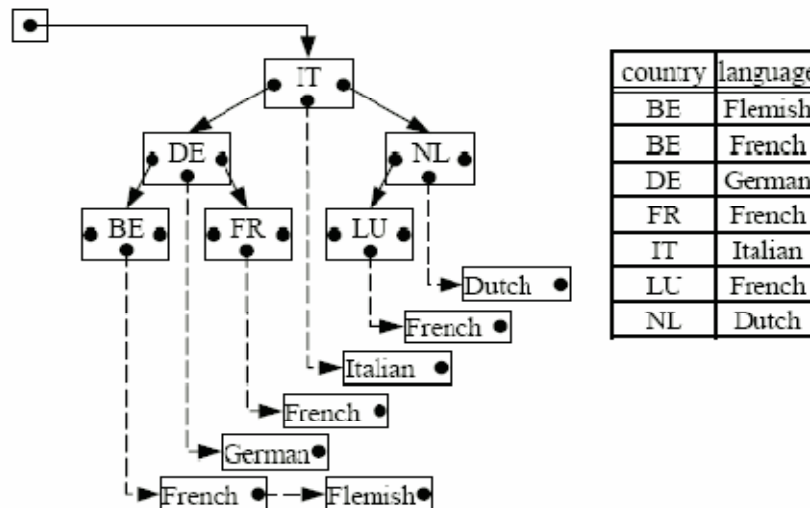 IT
DE
NL
BE
FR
LU
Dutch
French
Italian
French
German
French Flemish
country language
BE Flemish
BE French
DE German
FR French
IT Italian
LU French
NL Dutch